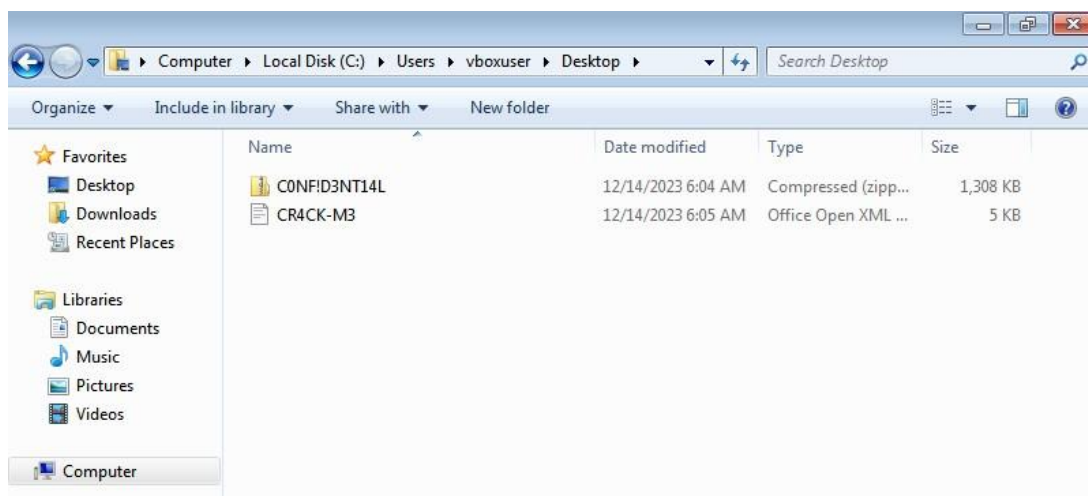 Computer Local Disk (C:) Users vboxuser Desktop Search Desktop
Organize Include in library Share with New folder
Name Date modified Type Size
C0NF!D3NT14L 12/14/2023 6:04 AM Compressed (zipp... 1,308 KB
CR4CK-M3 12/14/2023 6:05 AM Office Open XML ... 5 KB
Favorites
Desktop
Downloads
Recent Places
Libraries
Documents
Music
Pictures
Videos
Computer